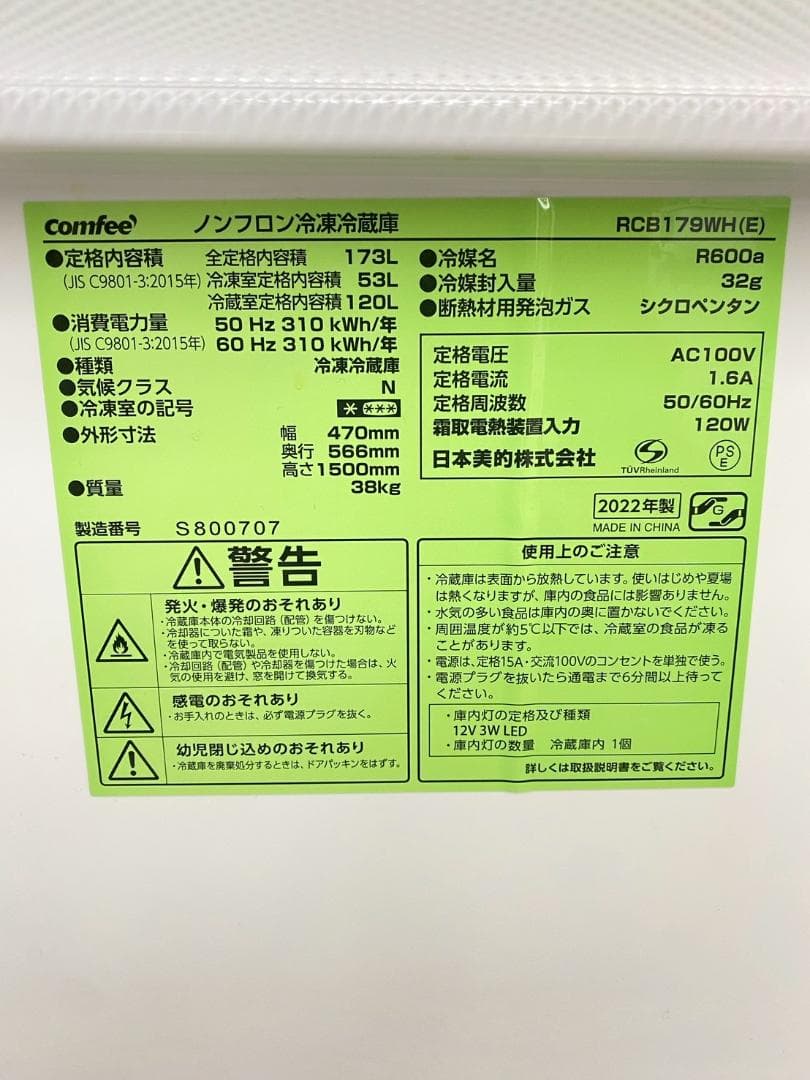 comfee' ノンフロン冷凍冷蔵庫 RCB179WH(E)
●定格内容積 全定格内容積 173L
(JIS C9801-3:2015年) 冷凍室定格内容積 53L
冷蔵室定格内容積 120L
●消費電力量 50 Hz 310 kWh/年
(JIS C9801-3:2015年) 60 Hz 310 kWh/年
●種類 冷凍冷蔵庫
●気候クラス N
●冷凍室の記号 * ***
●外形寸法 幅 470mm
奥行 566mm
高さ 1500mm
●質量 38kg
製造番号 S800707
●冷媒名 R600a
●冷媒封入量 32g
●断熱材用発泡ガス シクロペンタン
定格電圧 AC100V
定格電流 1.6A
定格周波数 50/60Hz
霜取電熱装置入力 120W
日本美的株式会社 TÜVRheinland PS E
2022年製
MADE IN CHINA
G
警告
発火・爆発のおそれあり
・冷蔵庫本体の冷却回路（配管）を傷つけない。
・冷却器についた霜や、凍りついた容器を刃物など
を使って取らない。
・冷蔵庫内で電気製品を使用しない。
・冷却回路（配管）や冷却器を傷つけた場合は、火
気の使用を避け、窓を開けて換気する。
感電のおそれあり
・お手入れのときは、必ず電源プラグを抜く。
幼児閉じ込めのおそれあり
・冷蔵庫を廃棄処分するときは、ドアパッキンをはずす。
使用上のご注意
・冷蔵庫は表面から放熱しています。使いはじめや夏場
は熱くなりますが、庫内の食品には影響ありません。
・水気の多い食品は庫内の奥に置かないでください。
・周囲温度が約5℃以下では、冷蔵室の食品が凍る
ことがあります。
・電源は、定格15A・交流100Vのコンセントを単独で使う。
・電源プラグを抜いたら通電まで6分間以上待って
ください。
・庫内灯の定格及び種類
12V 3W LED
・庫内灯の数量 冷蔵庫内 1個
詳しくは取扱説明書をご覧ください。